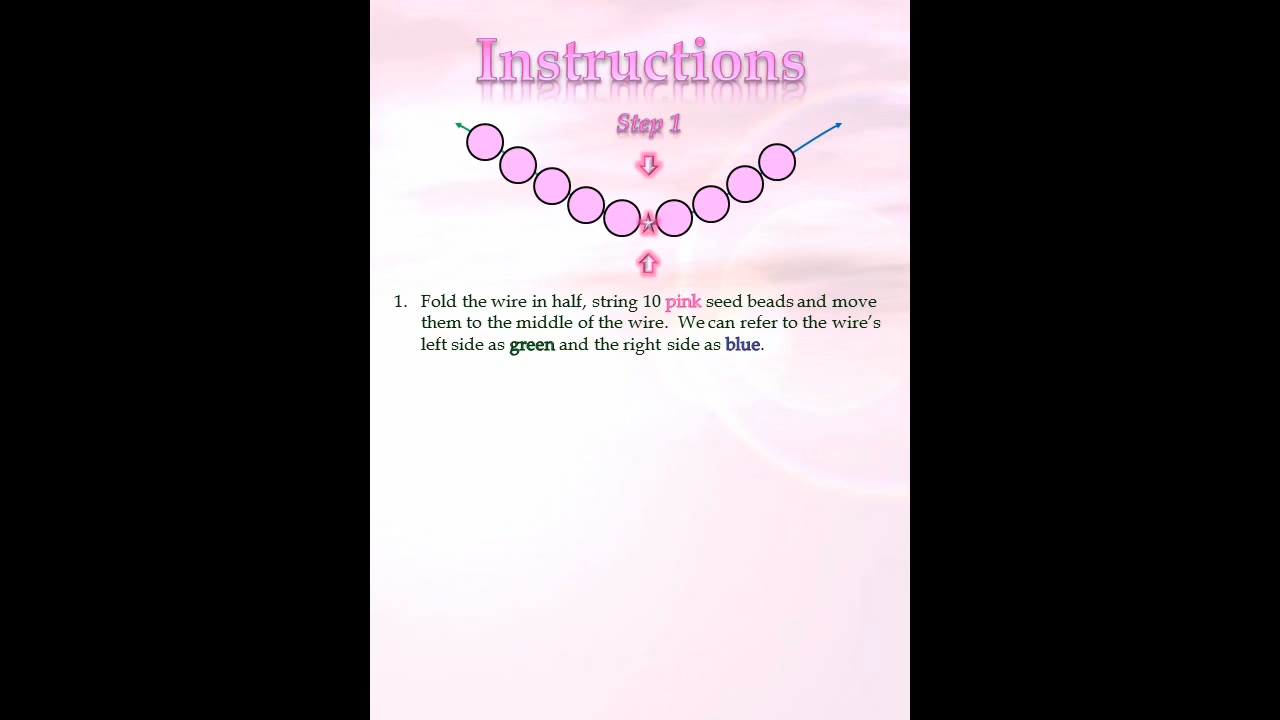 Instructions
Step 1
1. Fold the wire in half, string 10 pink seed beads and move
them to the middle of the wire. We can refer to the wire’s
left side as green and the right side as blue.